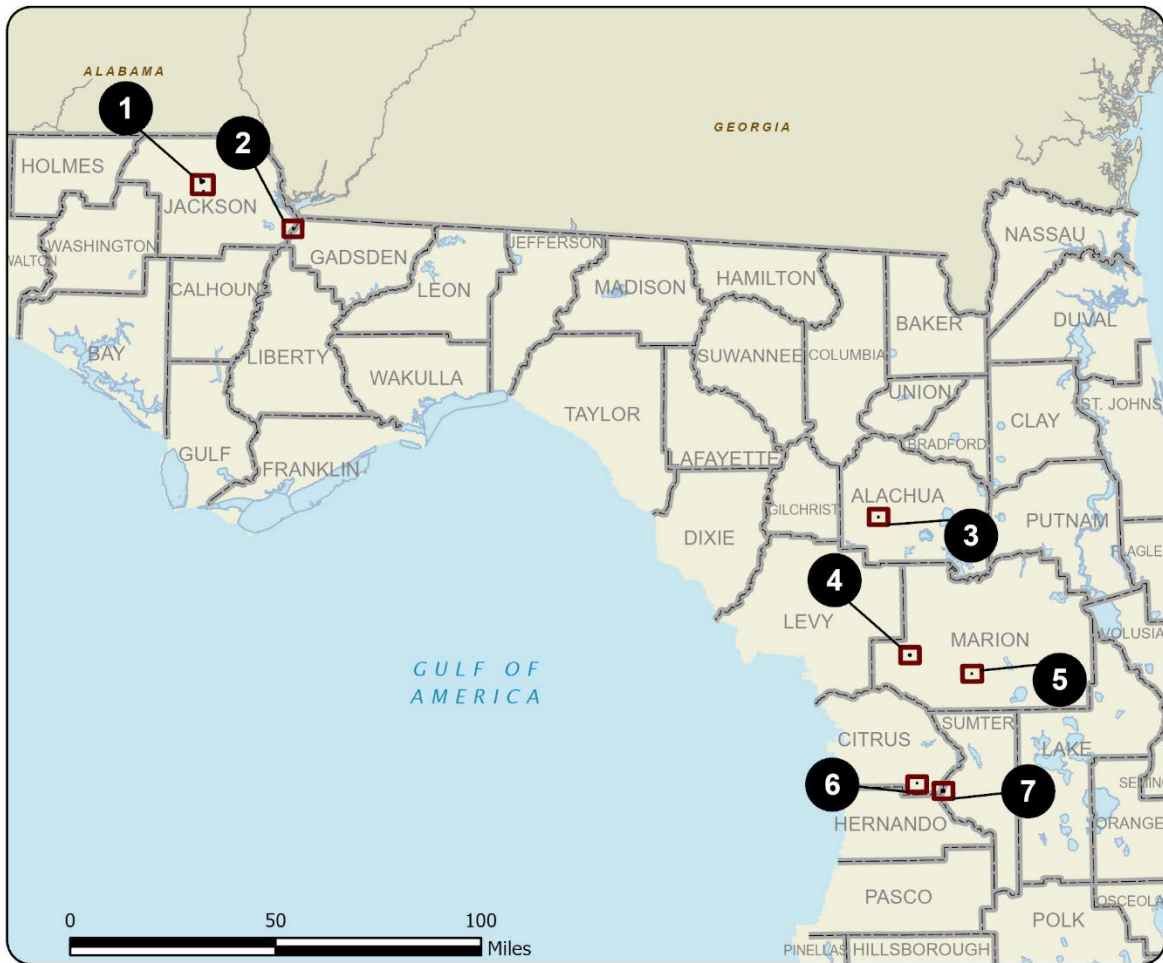 ALABAMA
1
GEORGIA
2
HOLMES
JACKSON
NASSAU
WASHINGTON
WALTON
GADSDEN
JEFFERSON
HAMILTON
CALHOUN
LEON
MADISON
BAKER
DUVAL
BAY
LIBERTY
SUWANNEE
COLUMBIA
WAKULLA
UNION
ST. JOHNS
TAYLOR
CLAY
GULF
BRADFORD
FRANKLIN
LAFAYETTE
ALACHUA
GILCHRIST
PUTNAM
DIXIE
3
FLAGLE
4
LEVY
MARION
VOLUSIA
GULF OF
AMERICA
5
SUMTER
CITRUS
LAKE
6
7
SEMING
HERNANDO
ORANGE
PASCO
OSCEOLA
0 50 100
POLK
Miles
PINELLAS
HILLSBOROUGH